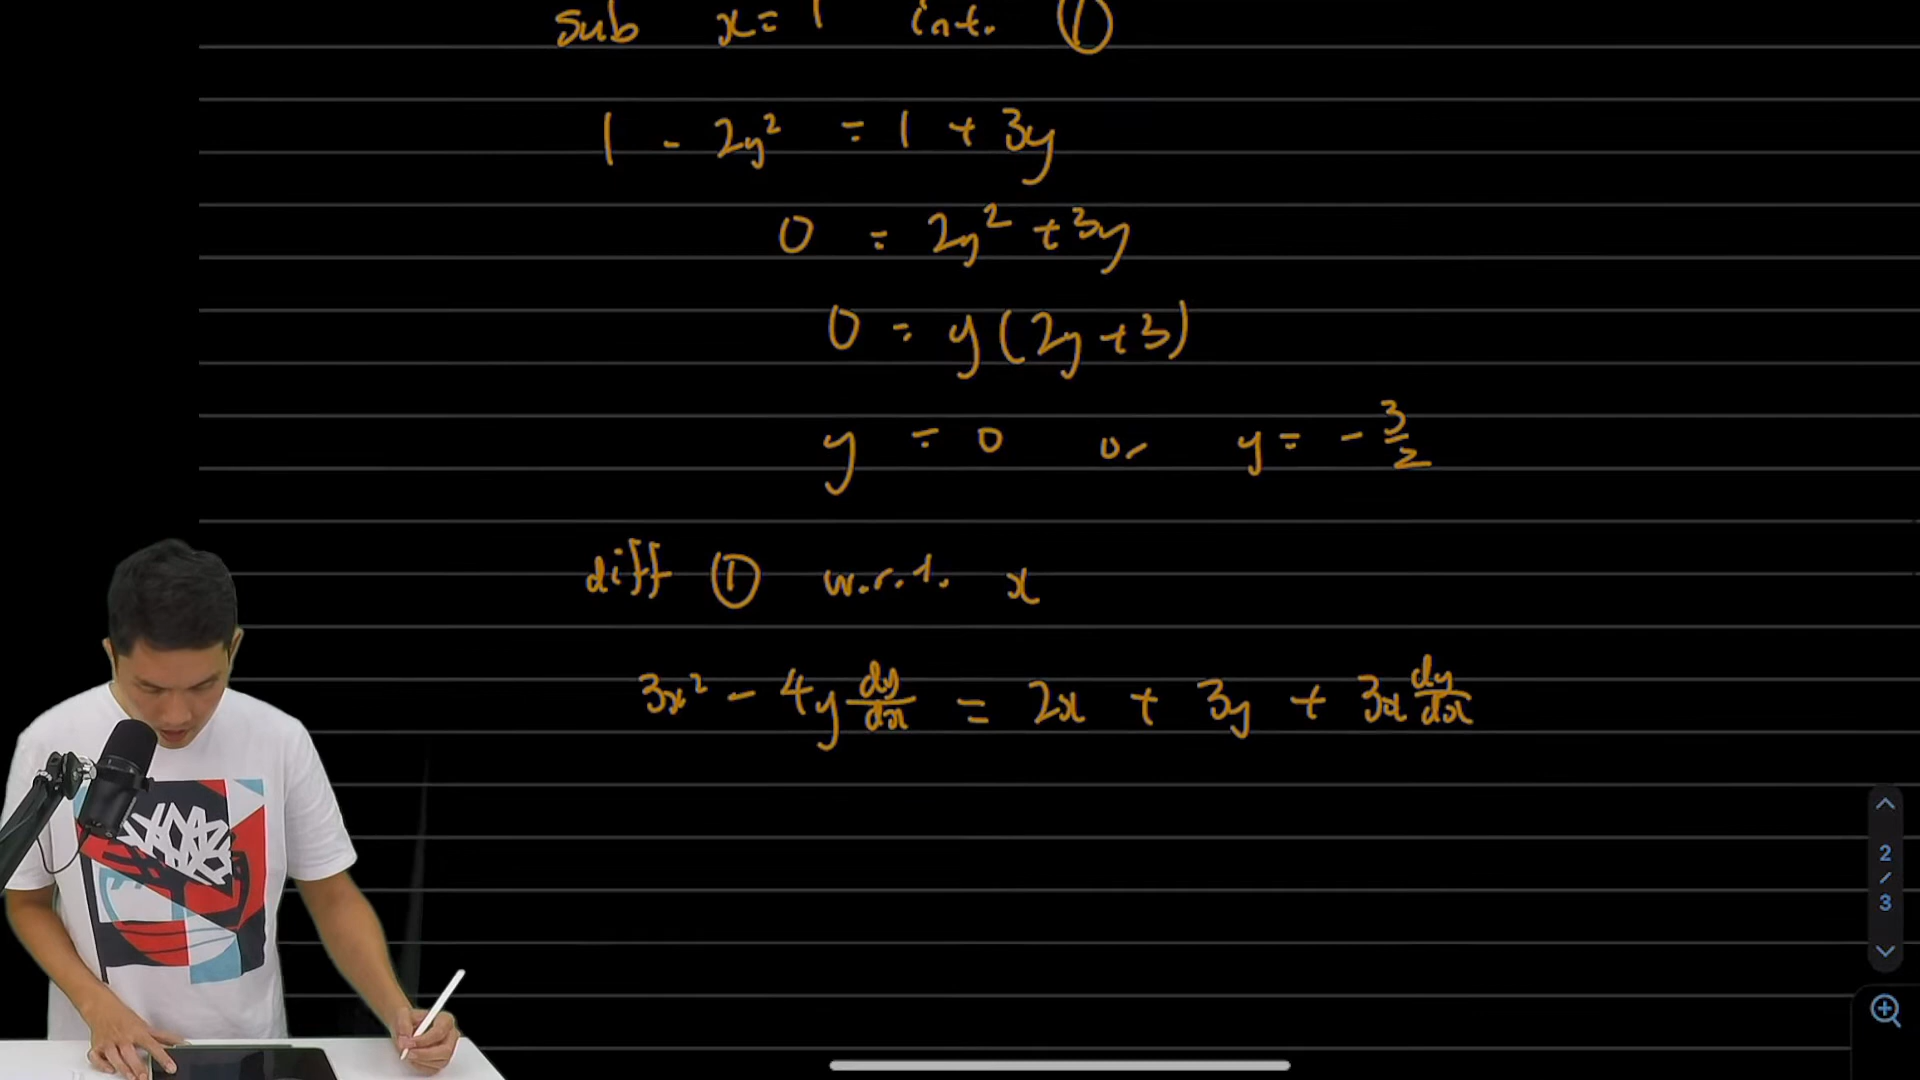 sub x = 1 int. ①
1 - 2y² = 1 + 3y
0 = 2y² + 3y
0 = y(2y + 3)
y = 0 or y = -3/2
diff ① w.r.t. x
3x² - 4y dy/dx = 2x + 3y + 3x dy/dx
2
/
3